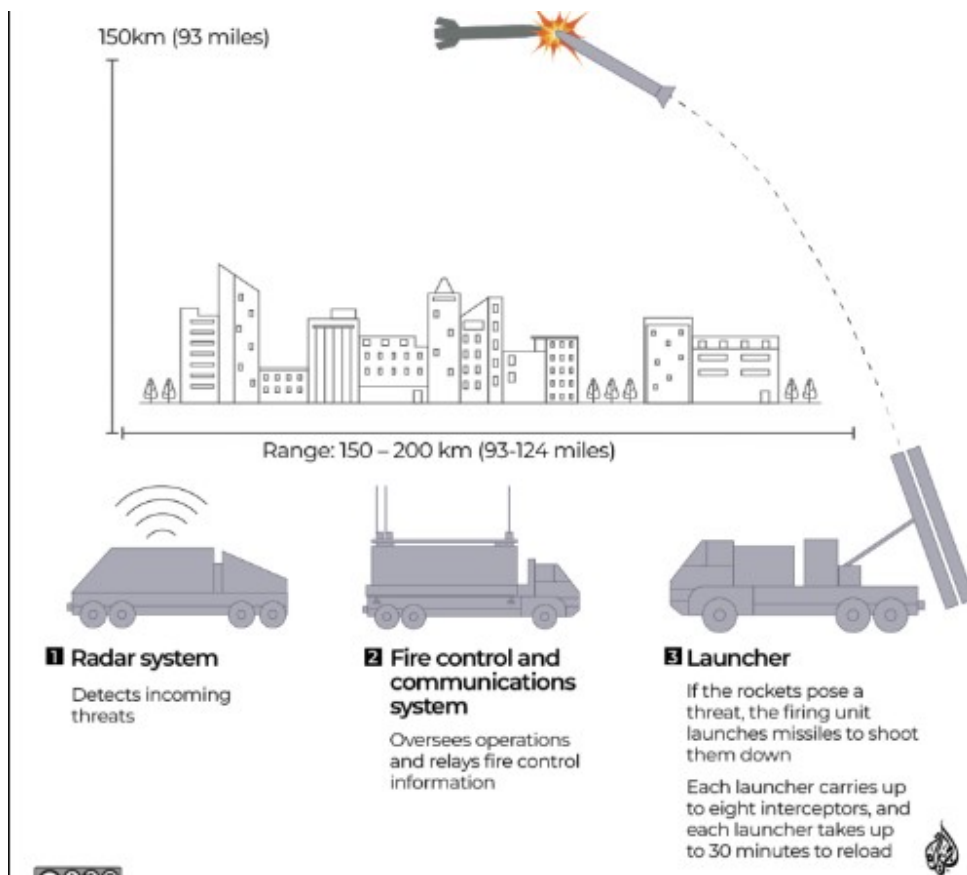 150km (93 miles)
Range: 150 – 200 km (93-124 miles)
1 Radar system
Detects incoming
threats
2 Fire control and
communications
system
Oversees operations
and relays fire control
information
3 Launcher
If the rockets pose a
threat, the firing unit
launches missiles to shoot
them down
Each launcher carries up
to eight interceptors, and
each launcher takes up
to 30 minutes to reload